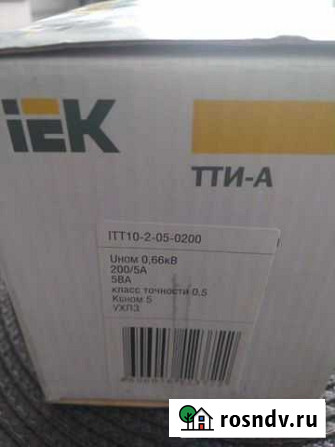 iEK
ТТИ-А
ITT10-2-05-0200
Uном 0,66кВ
200/5А
5ВА
класс точности 0,5
Кбном 5
УХЛ3
rosndv.ru